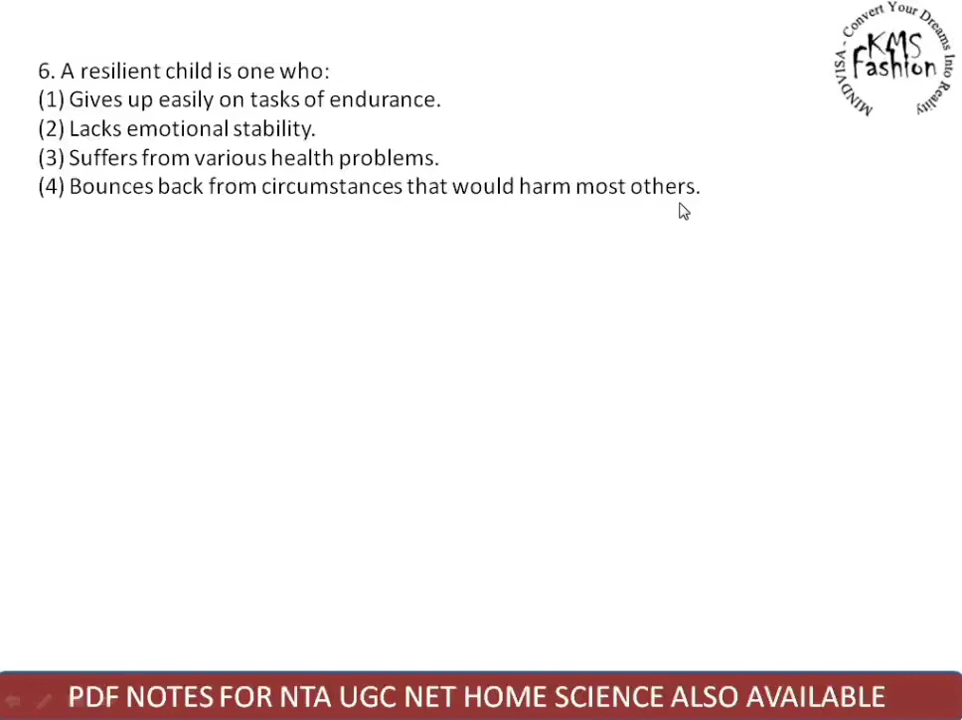 MINDVISA - Convert Your Dreams Into Reality
KMS
Fashion
6. A resilient child is one who:
(1) Gives up easily on tasks of endurance.
(2) Lacks emotional stability.
(3) Suffers from various health problems.
(4) Bounces back from circumstances that would harm most others.
PDF NOTES FOR NTA UGC NET HOME SCIENCE ALSO AVAILABLE